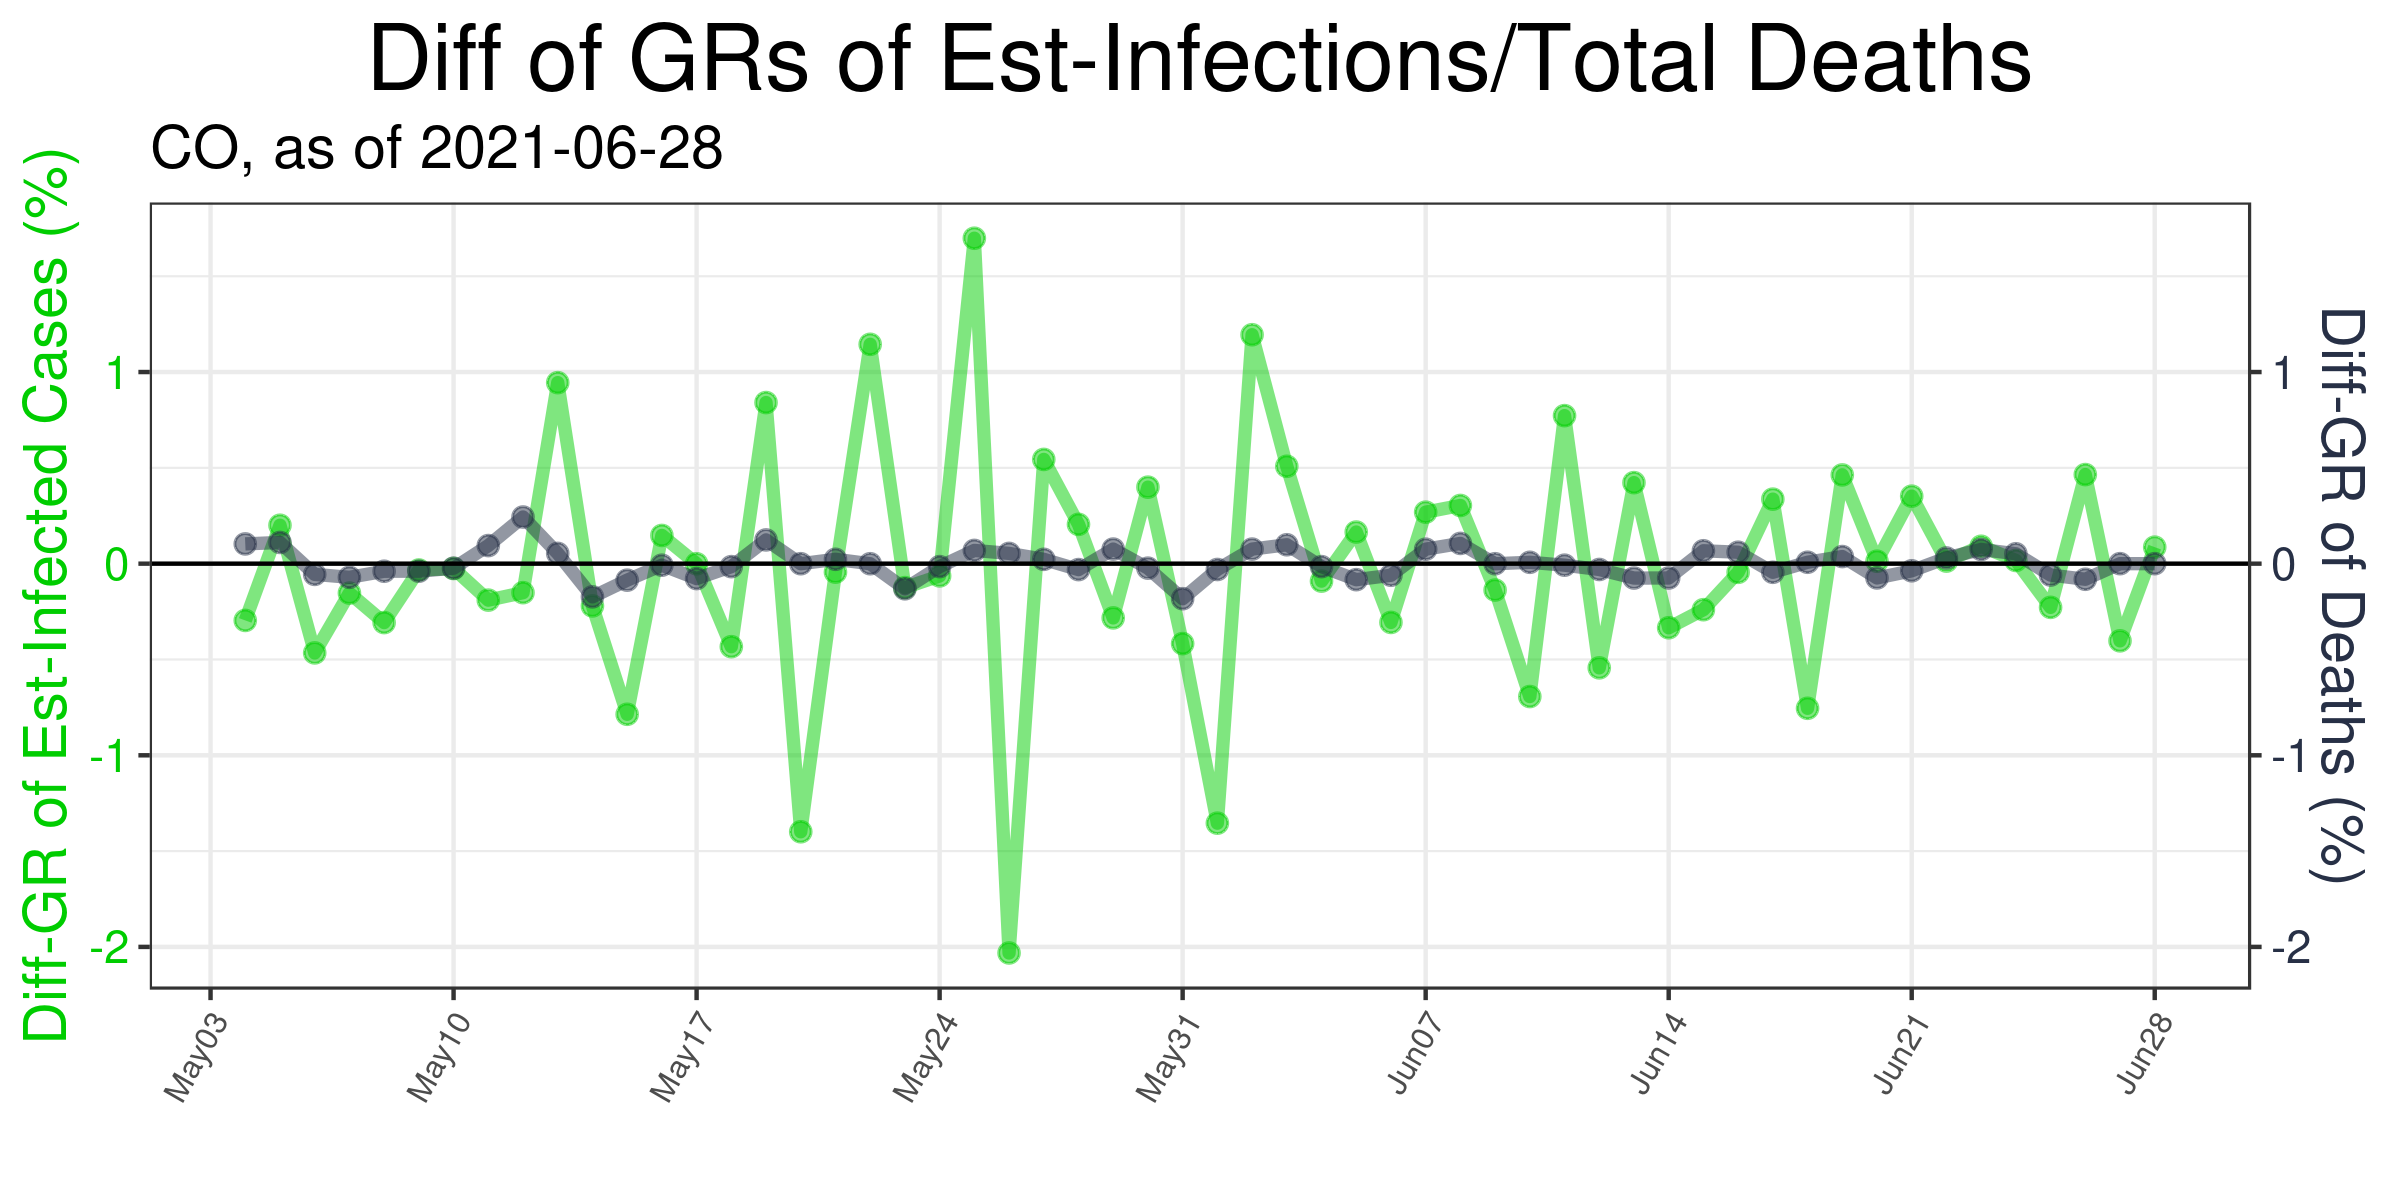 Diff of GRs of Est-Infections/Total Deaths
CO, as of 2021-06-28
Diff-GR of Est-Infected Cases (%)
1
0
-1
-2
1
0
-1
-2
Diff-GR of Deaths (%)
May03
May10
May17
May24
May31
Jun07
Jun14
Jun21
Jun28